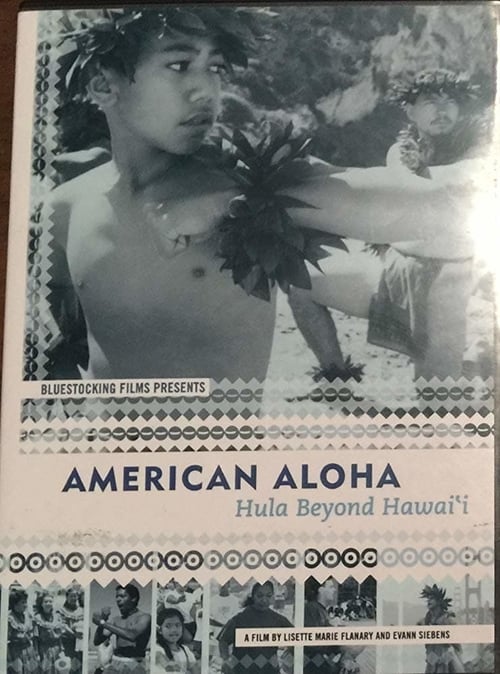 BLUESTOCKING FILMS PRESENTS
AMERICAN ALOHA
Hula Beyond Hawaiʻi
A FILM BY LISETTE MARIE FLANARY AND EVANN SIEBENS